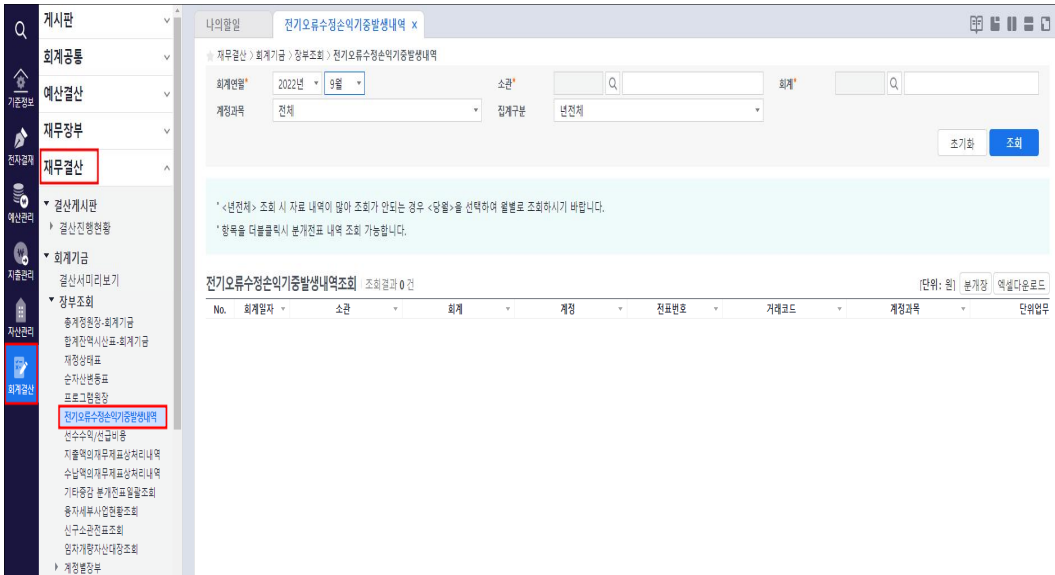 게시판
회계공통
예산결산
재무장부
재무결산
기준정보
전자결재
예산관리
지출관리
자산관리
회계결산
결산게시판
결산진행현황
회계기금
결산서미리보기
장부조회
총계정원장-회계기금
합계잔액시산표-회계기금
재정상태표
순자산변동표
프로그램원장
전기오류수정손익기중발생내역
선수수익/선급비용
지출액의재무제표상처리내역
수납액의재무제표상처리내역
기타증감 분개전표일괄조회
융자세부사업현황조회
신구소관전표조회
임차개량자산대장조회
계정별장부
나의할일 전기오류수정손익기중발생내역 x
재무결산 > 회계기금 > 장부조회 > 전기오류수정손익기중발생내역
회계연월* 2022년 9월 소관* 회계*
계정과목 전체 집계구분 년전체
초기화 조회
* <년전체> 조회 시 자료 내역이 많아 조회가 안되는 경우 <당월>을 선택하여 월별로 조회하시기 바랍니다.
* 항목을 더블클릭시 분개전표 내역 조회 가능합니다.
전기오류수정손익기중발생내역조회 조회결과 0 건 [단위: 원] 분개장 엑셀다운로드
No. 회계일자 소관 회계 계정 전표번호 거래코드 계정과목 단위업무